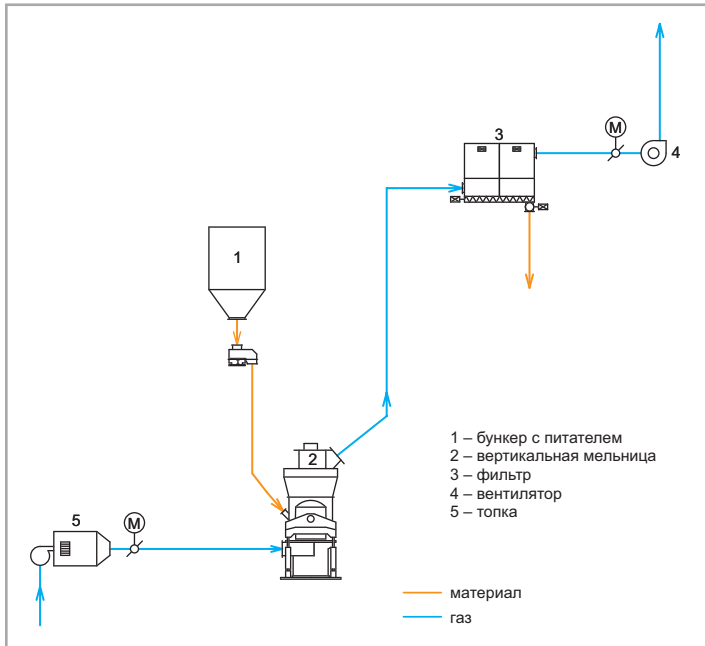 3
M
4
1
2
1 – бункер с питателем
2 – вертикальная мельница
3 – фильтр
4 – вентилятор
5 – топка
5
M
материал
газ